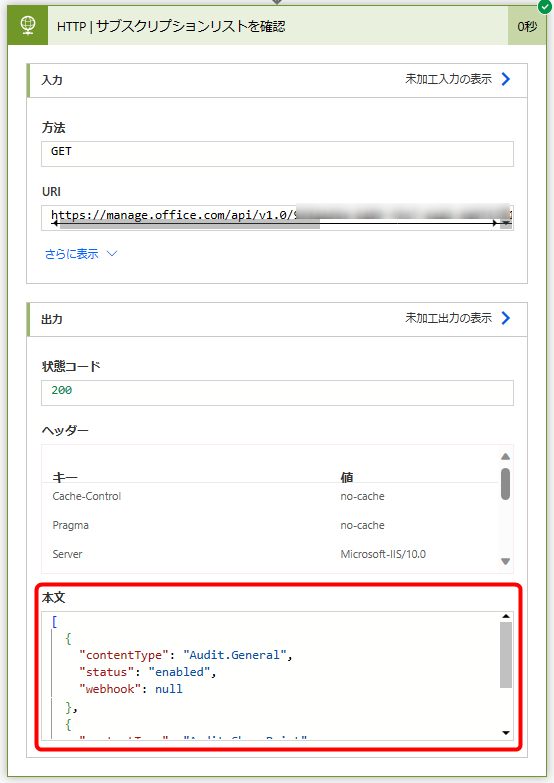 HTTP | サブスクリプションリストを確認
0秒
入力
未加工入力の表示
方法
GET
URI
https://manage.office.com/api/v1.0/9
さらに表示
出力
未加工出力の表示
状態コード
200
ヘッダー
キー 値
Cache-Control no-cache
Pragma no-cache
Server Microsoft-IIS/10.0
本文
[
{
"contentType": "Audit.General",
"status": "enabled",
"webhook": null
},
{